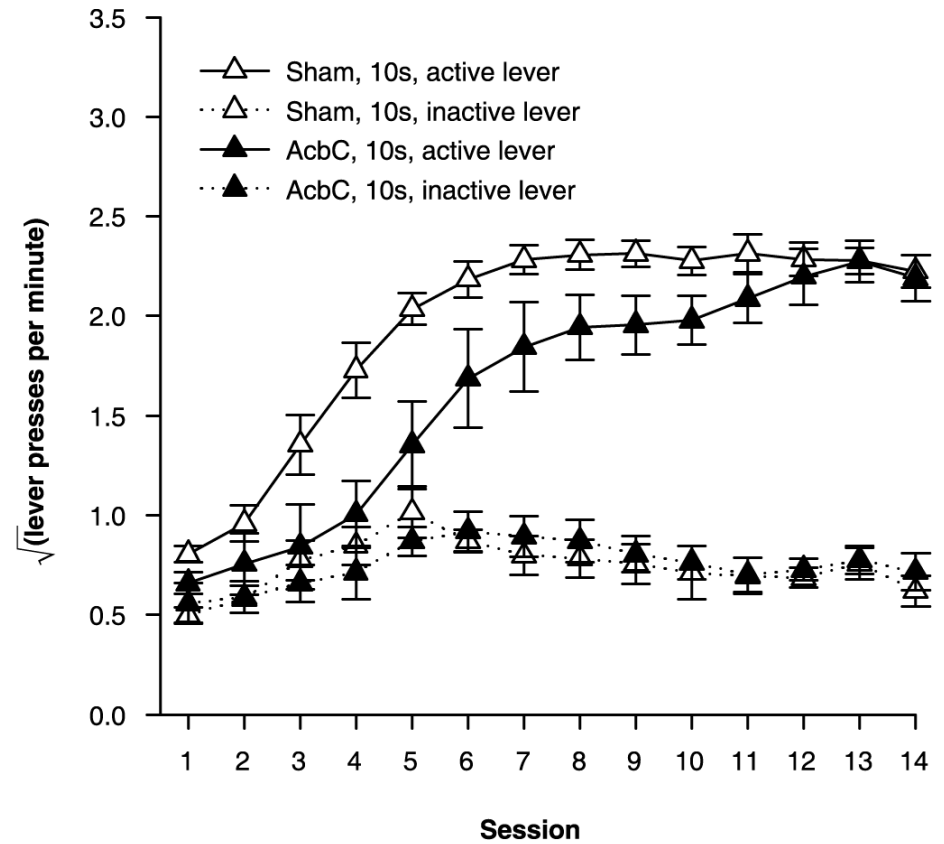 3.5
3.0
2.5
2.0
1.5
1.0
0.5
0.0
Sham, 10s, active lever
Sham, 10s, inactive lever
AcbC, 10s, active lever
AcbC, 10s, inactive lever
√(lever presses per minute)
1 2 3 4 5 6 7 8 9 10 11 12 13 14
Session